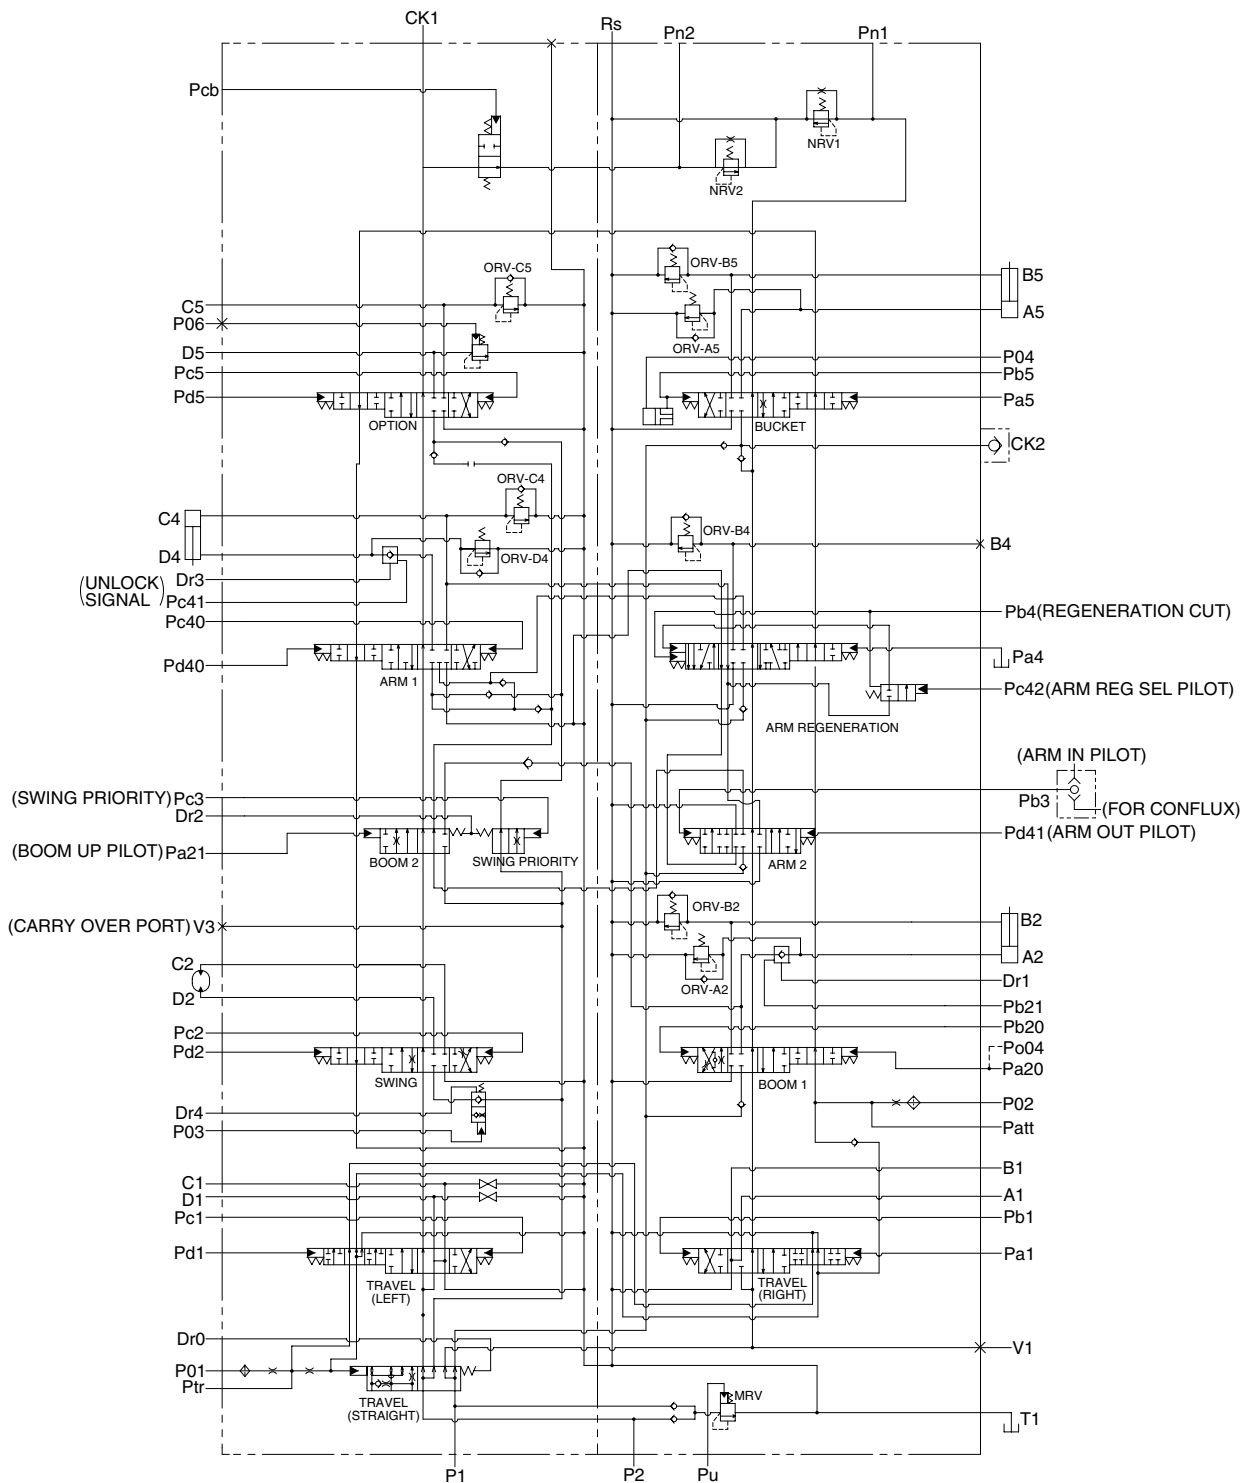 CK1
Rs
Pn2
Pn1
Pcb
NRV1
NRV2
ORV-C5
ORV-B5
B5
C5
A5
P06
ORV-A5
D5
P04
Pc5
Pb5
Pd5
Pa5
OPTION
BUCKET
CK2
ORV-C4
C4
ORV-B4
D4
ORV-D4
B4
(UNLOCK SIGNAL)
Dr3
Pc41
Pc40
Pb4(REGENERATION CUT)
Pd40
Pa4
ARM 1
Pc42(ARM REG SEL PILOT)
ARM REGENERATION
(ARM IN PILOT)
(SWING PRIORITY)Pc3
Pb3
(FOR CONFLUX)
Dr2
Pd41(ARM OUT PILOT)
(BOOM UP PILOT)Pa21
BOOM 2
SWING PRIORITY
ARM 2
ORV-B2
(CARRY OVER PORT)V3
B2
C2
A2
ORV-A2
Dr1
D2
Pb21
Pc2
Pb20
Pd2
Po04
Pa20
SWING
BOOM 1
Dr4
P02
P03
Patt
B1
C1
D1
A1
Pc1
Pb1
Pd1
Pa1
TRAVEL
(LEFT)
TRAVEL
(RIGHT)
Dr0
V1
P01
Ptr
TRAVEL
(STRAIGHT)
MRV
T1
P1
P2
Pu